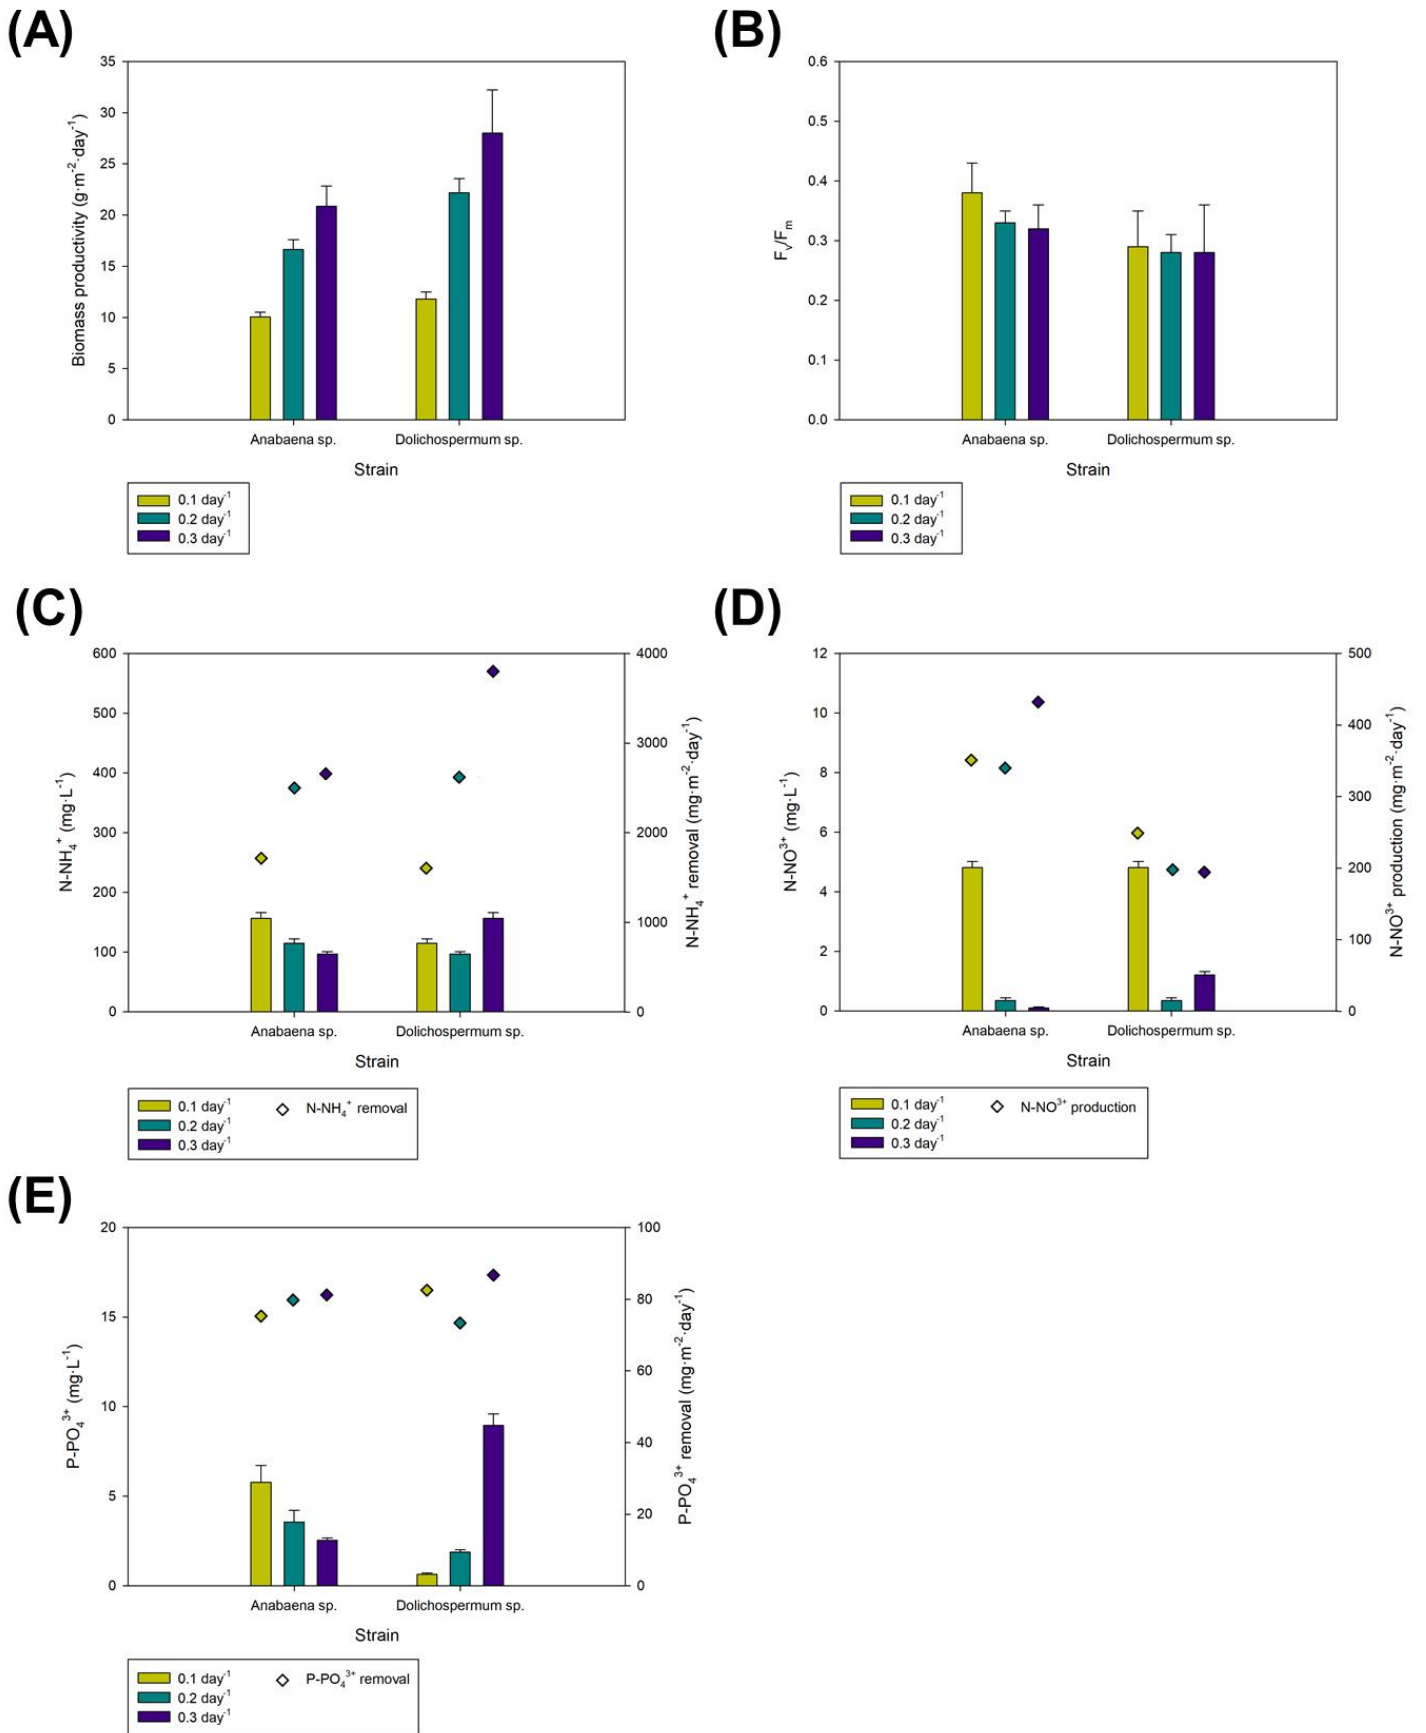 (A)
35
30
25
20
15
10
5
0
Biomass productivity (g·m⁻²·day⁻¹)
Anabaena sp. Dolichospermum sp.
Strain
0.1 day⁻¹
0.2 day⁻¹
0.3 day⁻¹
(B)
0.6
0.5
0.4
0.3
0.2
0.1
0.0
Fᵥ/Fₘ
Anabaena sp. Dolichospermum sp.
Strain
0.1 day⁻¹
0.2 day⁻¹
0.3 day⁻¹
(C)
600
500
400
300
200
100
0
N-NH₄⁺ (mg·L⁻¹)
4000
3000
2000
1000
0
N-NH₄⁺ removal (mg·m⁻²·day⁻¹)
Anabaena sp. Dolichospermum sp.
Strain
0.1 day⁻¹ N-NH₄⁺ removal
0.2 day⁻¹
0.3 day⁻¹
(D)
12
10
8
6
4
2
0
N-NO³⁺ (mg·L⁻¹)
500
400
300
200
100
0
N-NO³⁺ production (mg·m⁻²·day⁻¹)
Anabaena sp. Dolichospermum sp.
Strain
0.1 day⁻¹ N-NO³⁺ production
0.2 day⁻¹
0.3 day⁻¹
(E)
20
15
10
5
0
P-PO₄³⁺ (mg·L⁻¹)
100
80
60
40
20
0
P-PO₄³⁺ removal (mg·m⁻²·day⁻¹)
Anabaena sp. Dolichospermum sp.
Strain
0.1 day⁻¹ P-PO₄³⁺ removal
0.2 day⁻¹
0.3 day⁻¹